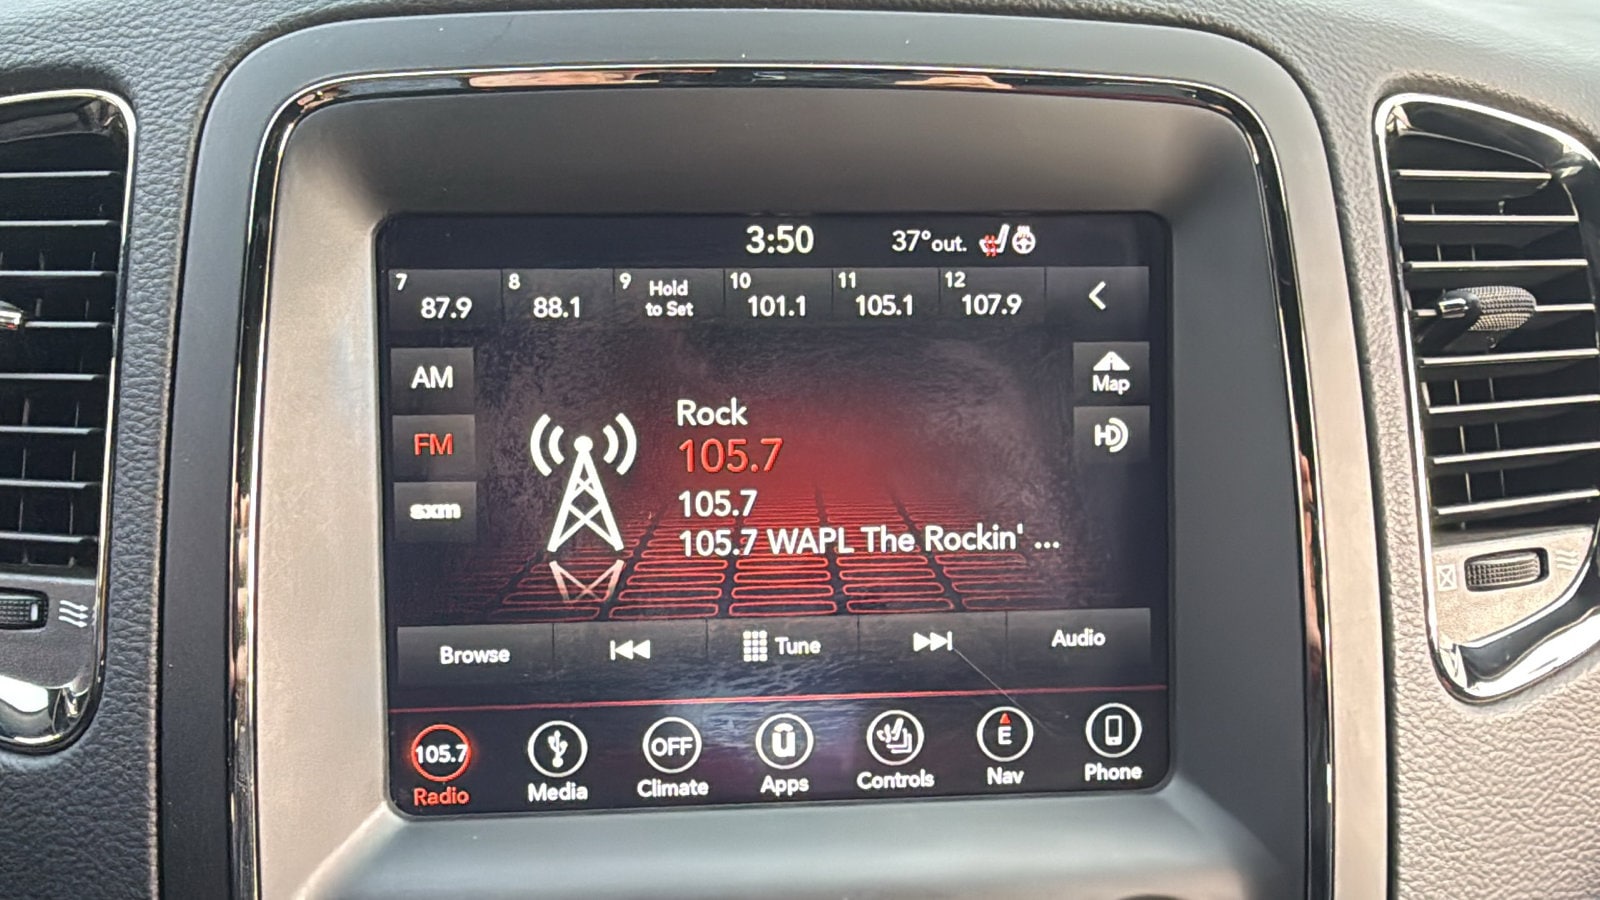 3:50 37°out.
7 87.9 8 88.1 9 Hold to Set 10 101.1 11 105.1 12 107.9
AM
Map
Rock
FM
105.7
HD
105.7
sxm
105.7 WAPL The Rockin' ...
Browse Tune Audio
105.7 OFF ū E
Radio Media Climate Apps Controls Nav Phone